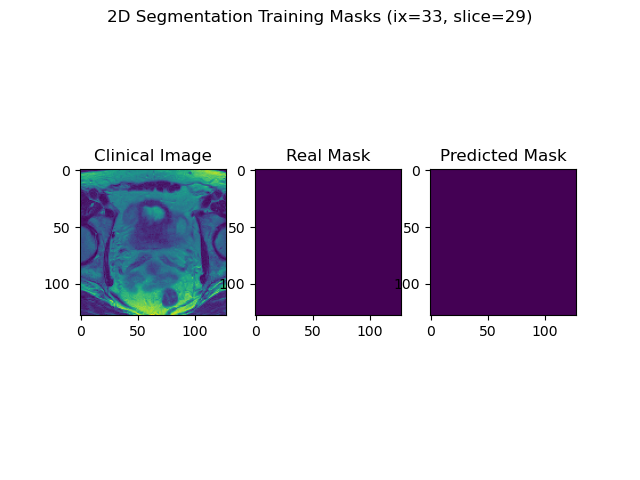 2D Segmentation Training Masks (ix=33, slice=29)
Clinical Image Real Mask Predicted Mask
0 0 0
50 50 50
100 100 100
0 50 100 0 50 100 0 50 100